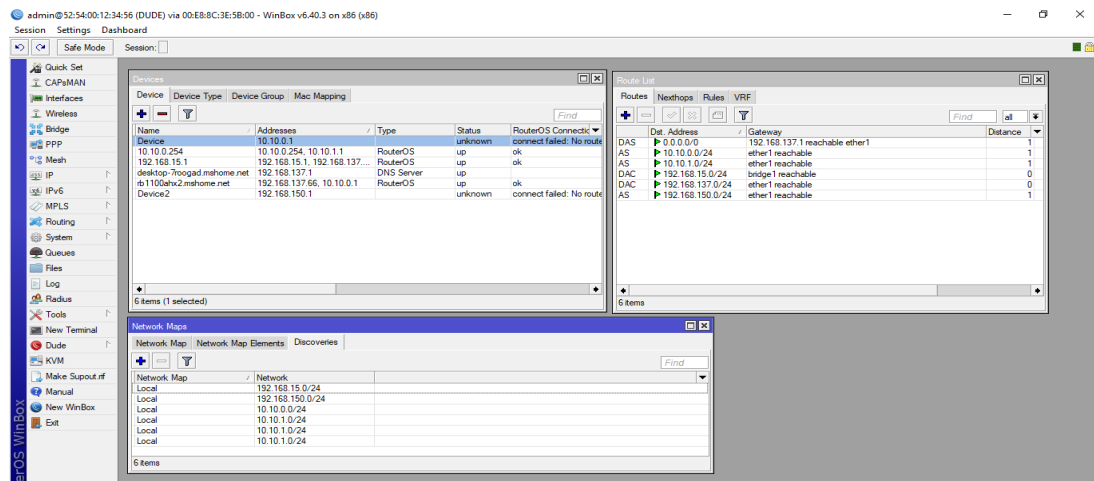 admin@52:54:00:12:34:56 (DUDE) via 00:E8:8C:3E:5B:00 - WinBox v6.40.3 on x86 (x86)
Session Settings Dashboard
Safe Mode Session:
Quick Set
CAPsMAN
Interfaces
Wireless
Bridge
PPP
Mesh
IP
IPv6
MPLS
Routing
System
Queues
Files
Log
Radius
Tools
New Terminal
Dude
KVM
Make Supout.rif
Manual
New WinBox
Exit
RouterOS WinBox
Devices
Device Device Type Device Group Mac Mapping
Find
Name Addresses Type Status RouterOS Connectio
Device 10.10.0.1 unknown connect failed: No route
10.10.0.254 10.10.0.254, 10.10.1.1 RouterOS up ok
192.168.15.1 192.168.15.1, 192.168.137.... RouterOS up ok
desktop-7roogad.mshome.net 192.168.137.1 DNS Server up
rb1100ahx2.mshome.net 192.168.137.66, 10.10.0.1 RouterOS up ok
Device2 192.168.150.1 unknown connect failed: No route
6 items (1 selected)
Route List
Routes Nexthops Rules VRF
Find all
Dst. Address Gateway Distance
DAS 0.0.0.0/0 192.168.137.1 reachable ether1 1
AS 10.10.0.0/24 ether1 reachable 1
AS 10.10.1.0/24 ether1 reachable 1
DAC 192.168.15.0/24 bridge1 reachable 0
DAC 192.168.137.0/24 ether1 reachable 0
AS 192.168.150.0/24 ether1 reachable 1
6 items
Network Maps
Network Map Network Map Elements Discoveries
Find
Network Map Network
Local 192.168.15.0/24
Local 192.168.150.0/24
Local 10.10.0.0/24
Local 10.10.1.0/24
Local 10.10.1.0/24
Local 10.10.1.0/24
6 items